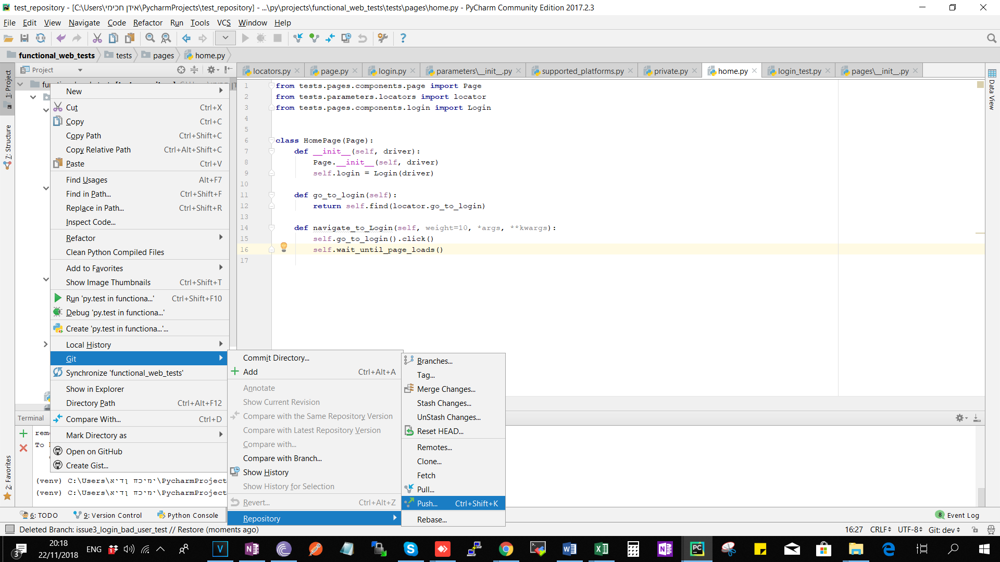 test_repository - [C:\Users\אידן חכימי\PycharmProjects\test_repository] - ...\py\projects\functional_web_tests\tests\pages\home.py - PyCharm Community Edition 2017.2.3
File Edit View Navigate Code Refactor Run Tools VCS Window Help
functional_web_tests tests pages home.py
Project
locators.py page.py login.py parameters\__init__.py supported_platforms.py private.py home.py login_test.py pages\__init__.py
1: Project
7: Structure
2: Favorites
Data View
New
Cut Ctrl+X
Copy Ctrl+C
Copy Path Ctrl+Shift+C
Copy Relative Path Ctrl+Alt+Shift+C
Paste Ctrl+V
Find Usages Alt+F7
Find in Path... Ctrl+Shift+F
Replace in Path... Ctrl+Shift+R
Inspect Code...
Refactor
Clean Python Compiled Files
Add to Favorites
Show Image Thumbnails Ctrl+Shift+T
Run 'py.test in functiona...' Ctrl+Shift+F10
Debug 'py.test in functiona...'
Create 'py.test in functiona...'...
Local History
Git
Synchronize 'functional_web_tests'
Show in Explorer
Directory Path Ctrl+Alt+F12
Compare With... Ctrl+D
Mark Directory as
Open on GitHub
Create Gist...
1 from tests.pages.components.page import Page
2 from tests.parameters.locators import locator
3 from tests.pages.components.login import Login
4
5
6 class HomePage(Page):
7 def __init__(self, driver):
8 Page.__init__(self, driver)
9 self.login = Login(driver)
10
11 def go_to_login(self):
12 return self.find(locator.go_to_login)
13
14 def navigate_to_Login(self, weight=10, *args, **kwargs):
15 self.go_to_login().click()
16 self.wait_until_page_loads()
17
Commit Directory...
Add Ctrl+Alt+A
Annotate
Show Current Revision
Compare with the Same Repository Version
Compare with Latest Repository Version
Compare with...
Compare with Branch...
Show History
Show History for Selection
Revert... Ctrl+Alt+Z
Repository
Branches...
Tag...
Merge Changes...
Stash Changes...
UnStash Changes...
Reset HEAD...
Remotes...
Clone...
Fetch
Pull...
Push... Ctrl+Shift+K
Rebase...
Terminal
To
(venv) C:\Users\אידן חכימי\PycharmProject
(venv) C:\Users\אידן חכימי\PycharmProject
6: TODO 9: Version Control Python Console 8 Event Log
Deleted Branch: issue3_login_bad_user_test // Restore (moments ago) 16:27 CRLF UTF-8 Git: dev
3 20:18 ENG
22/11/2018